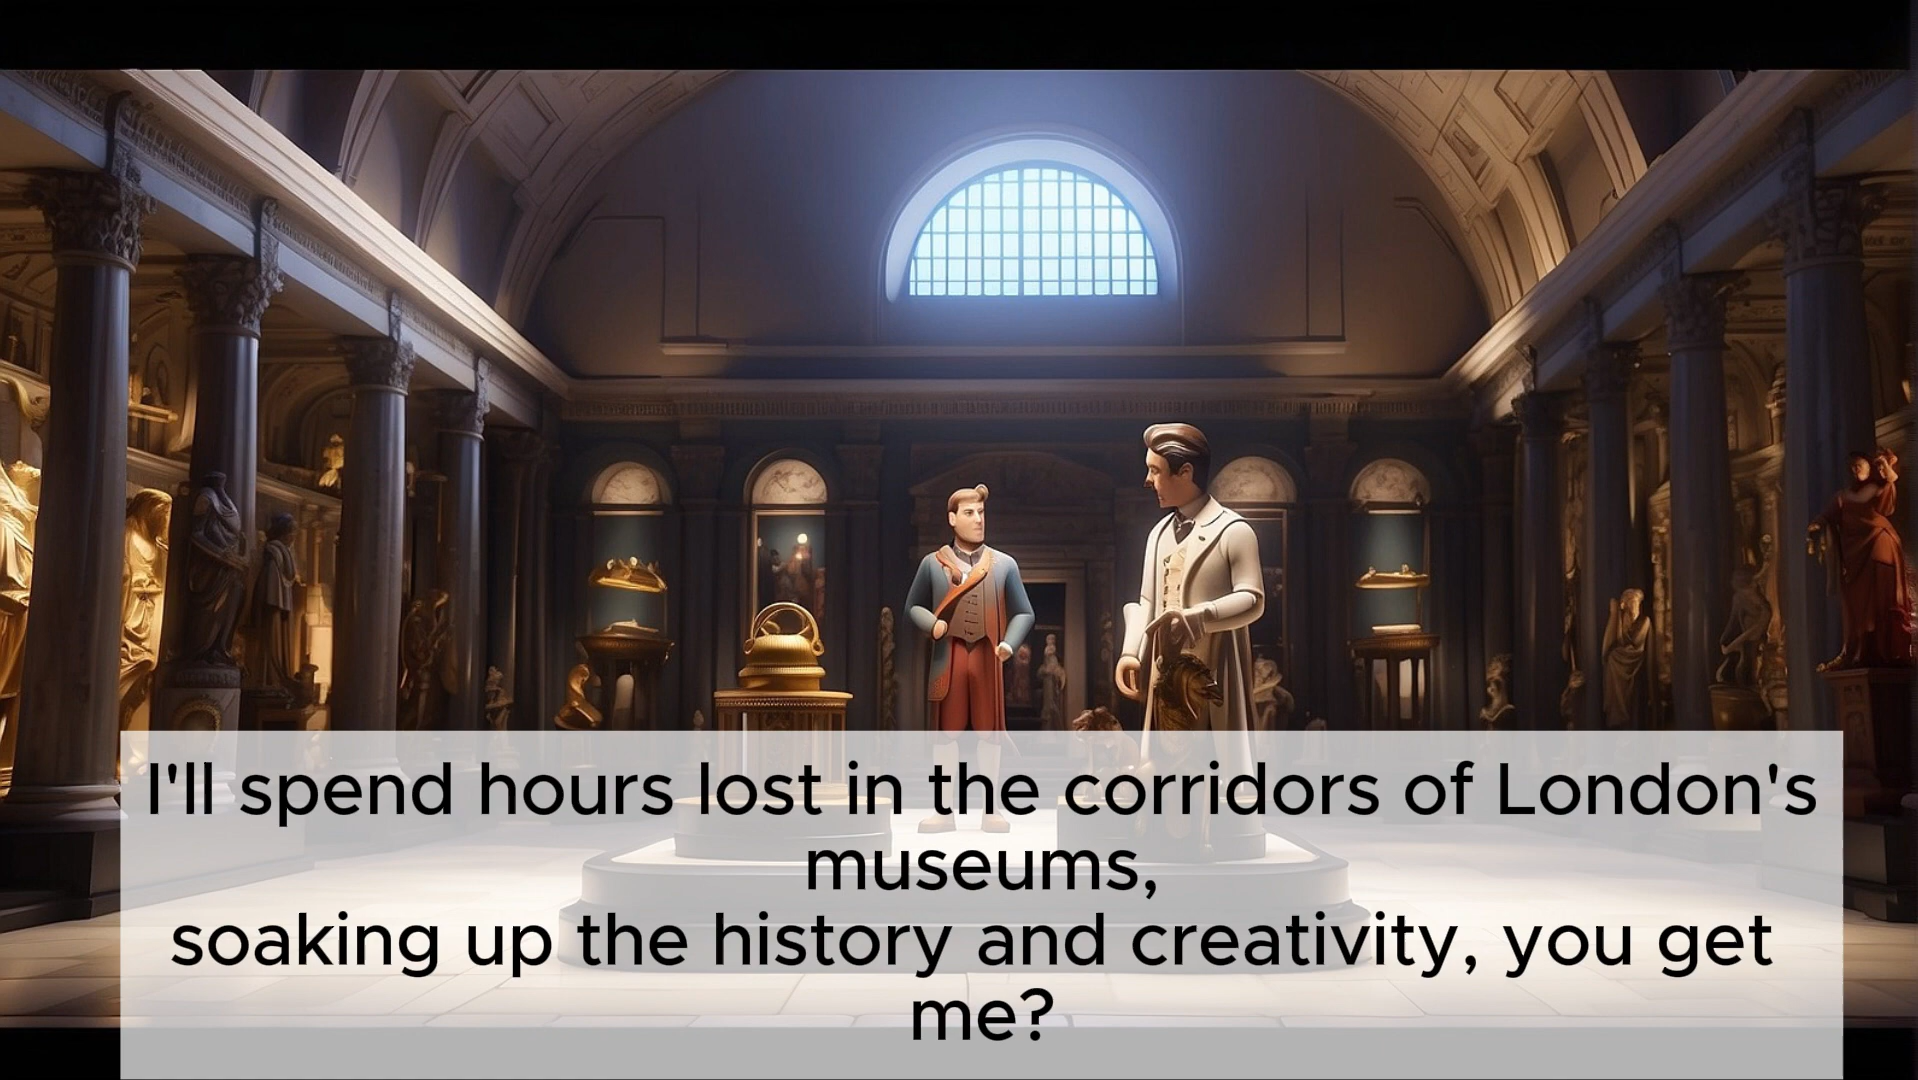 I'll spend hours lost in the corridors of London's
museums,
soaking up the history and creativity, you get
me?